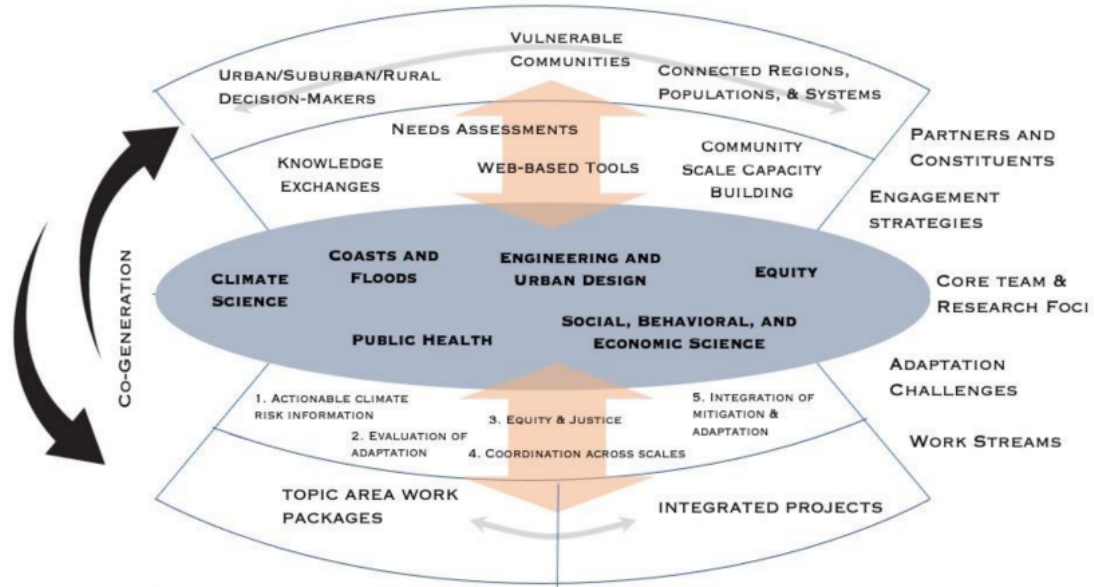 VULNERABLE
COMMUNITIES
URBAN/SUBURBAN/RURAL
DECISION-MAKERS
CONNECTED REGIONS,
POPULATIONS, & SYSTEMS
NEEDS ASSESSMENTS
KNOWLEDGE
EXCHANGES
WEB-BASED TOOLS
COMMUNITY
SCALE CAPACITY
BUILDING
PARTNERS AND
CONSTITUENTS
ENGAGEMENT
STRATEGIES
CO-GENERATION
CLIMATE
SCIENCE
COASTS AND
FLOODS
ENGINEERING AND
URBAN DESIGN
EQUITY
PUBLIC HEALTH
SOCIAL, BEHAVIORAL, AND
ECONOMIC SCIENCE
CORE TEAM &
RESEARCH FOCI
1. ACTIONABLE CLIMATE
RISK INFORMATION
2. EVALUATION OF
ADAPTATION
3. EQUITY & JUSTICE
4. COORDINATION ACROSS SCALES
5. INTEGRATION OF
MITIGATION &
ADAPTATION
ADAPTATION
CHALLENGES
WORK STREAMS
TOPIC AREA WORK
PACKAGES
INTEGRATED PROJECTS